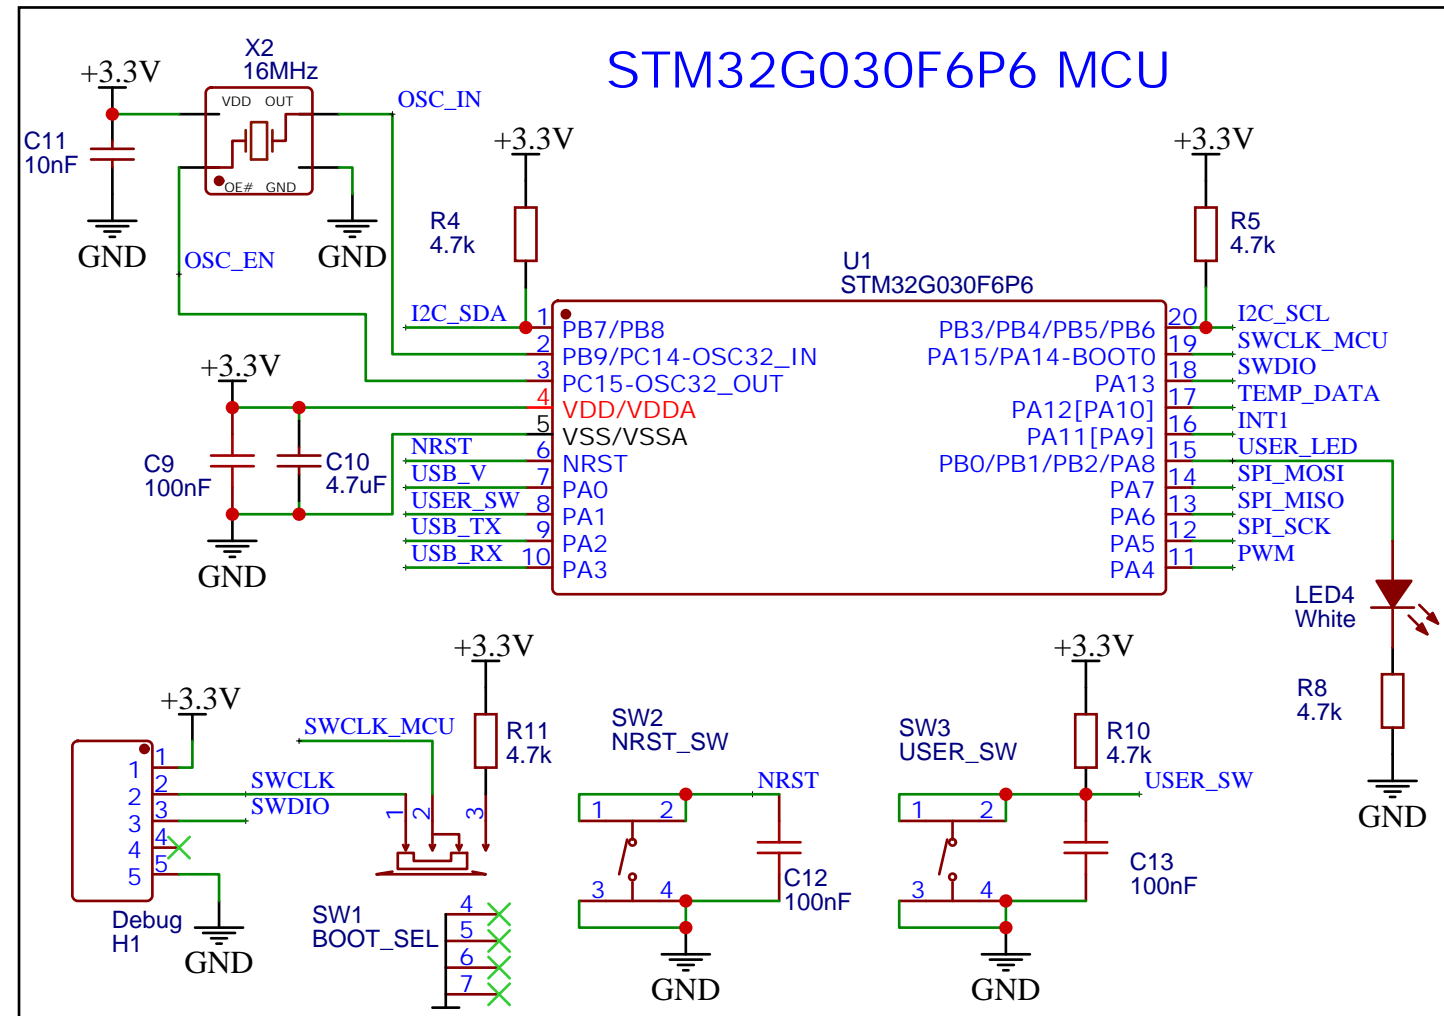 STM32G030F6P6 MCU
X2
16MHz
+3.3V
VDD OUT
OE# GND
OSC_IN
C11
10nF
GND
GND
OSC_EN
+3.3V
R4
4.7k
+3.3V
R5
4.7k
U1
STM32G030F6P6
I2C_SDA
1 PB7/PB8
2 PB9/PC14-OSC32_IN
3 PC15-OSC32_OUT
4 VDD/VDDA
5 VSS/VSSA
NRST 6 NRST
USB_V 7 PA0
USER_SW 8 PA1
USB_TX 9 PA2
USB_RX 10 PA3
PB3/PB4/PB5/PB6 20 I2C_SCL
PA15/PA14-BOOT0 19 SWCLK_MCU
PA13 18 SWDIO
PA12[PA10] 17 TEMP_DATA
PA11[PA9] 16 INT1
PB0/PB1/PB2/PA8 15 USER_LED
PA7 14 SPI_MOSI
PA6 13 SPI_MISO
PA5 12 SPI_SCK
PA4 11 PWM
+3.3V
C9
100nF
C10
4.7uF
GND
LED4
White
R8
4.7k
GND
+3.3V
1 1
2 2 SWCLK
3 3 SWDIO
4 4
5 5
Debug
H1
GND
SWCLK_MCU
+3.3V
R11
4.7k
1 2 3
SW1
BOOT_SEL
4
5
6
7
SW2
NRST_SW
NRST
1 2
3 4
C12
100nF
GND
SW3
USER_SW
+3.3V
R10
4.7k
USER_SW
1 2
3 4
C13
100nF
GND